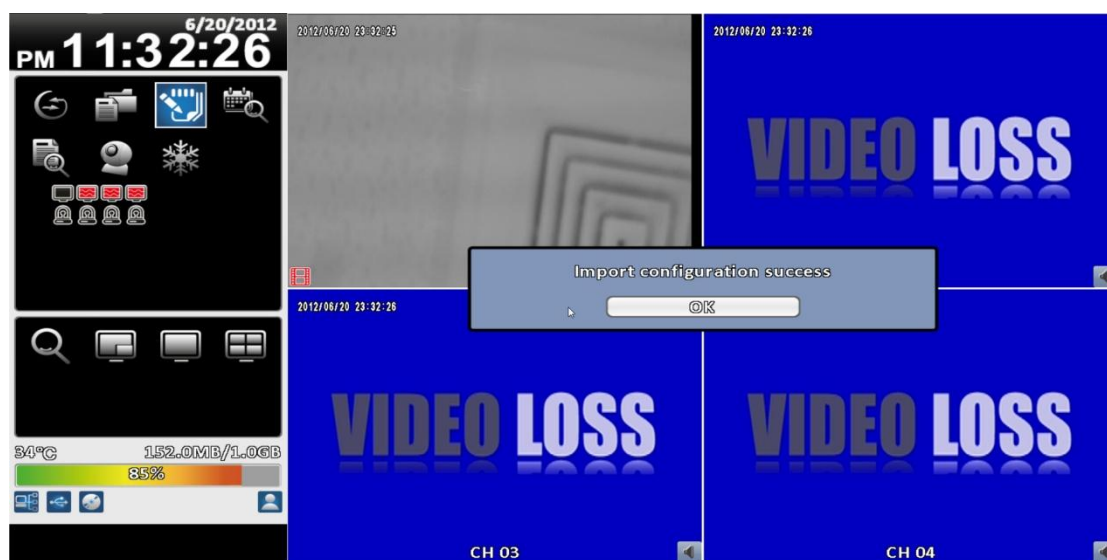 6/20/2012
PM 11:32:26
34°C
152.0MB/1.0GB
85%
2012/06/20 23:32:25
2012/06/20 23:32:26
VIDEO LOSS
Import configuration success
OK
2012/06/20 23:32:26
VIDEO LOSS
CH 03
VIDEO LOSS
CH 04